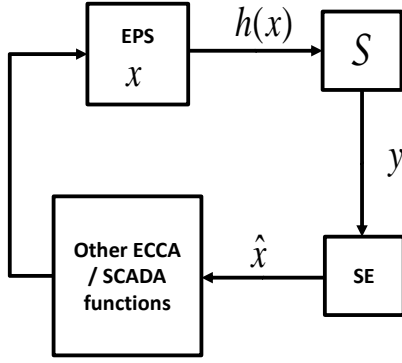 EPS
x
h(x)
S
y
SE
x̂
Other ECCA
/ SCADA
functions